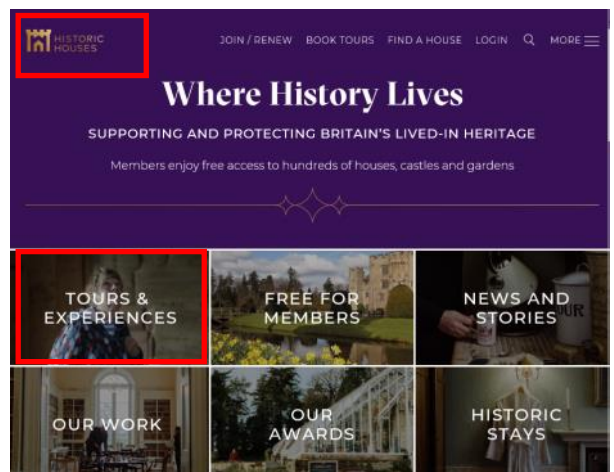 HISTORIC
HOUSES
JOIN / RENEW BOOK TOURS FIND A HOUSE LOGIN MORE
Where History Lives
SUPPORTING AND PROTECTING BRITAIN'S LIVED-IN HERITAGE
Members enjoy free access to hundreds of houses, castles and gardens
TOURS &
EXPERIENCES
FREE FOR
MEMBERS
NEWS AND
STORIES
OUR WORK
OUR
AWARDS
HISTORIC
STAYS